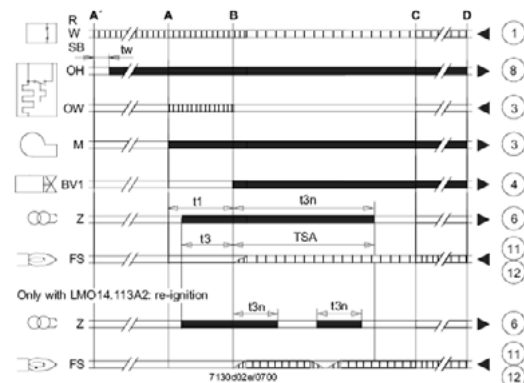 A´ A B C D
R
W 1
SB tw
OH 8
OW 3
M 3
BV1 4
t1 t3n
Z 6
t3 TSA
FS 11
12
Only with LMO14.113A2: re-ignition
t3n t3n
Z 6
FS 11
7130d02e/0700 12